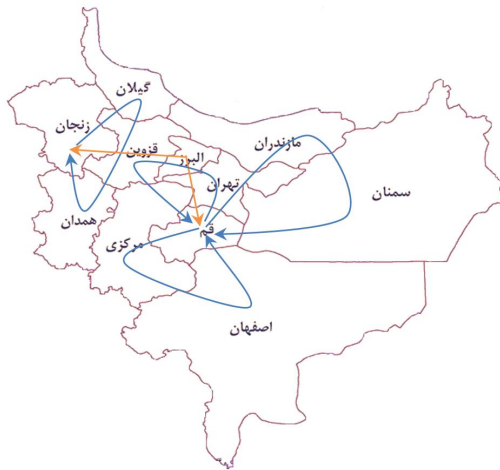 گیلان
زنجان
مازندران
قزوین
البرز
تهران
سمنان
همدان
قم
مرکزی
اصفهان